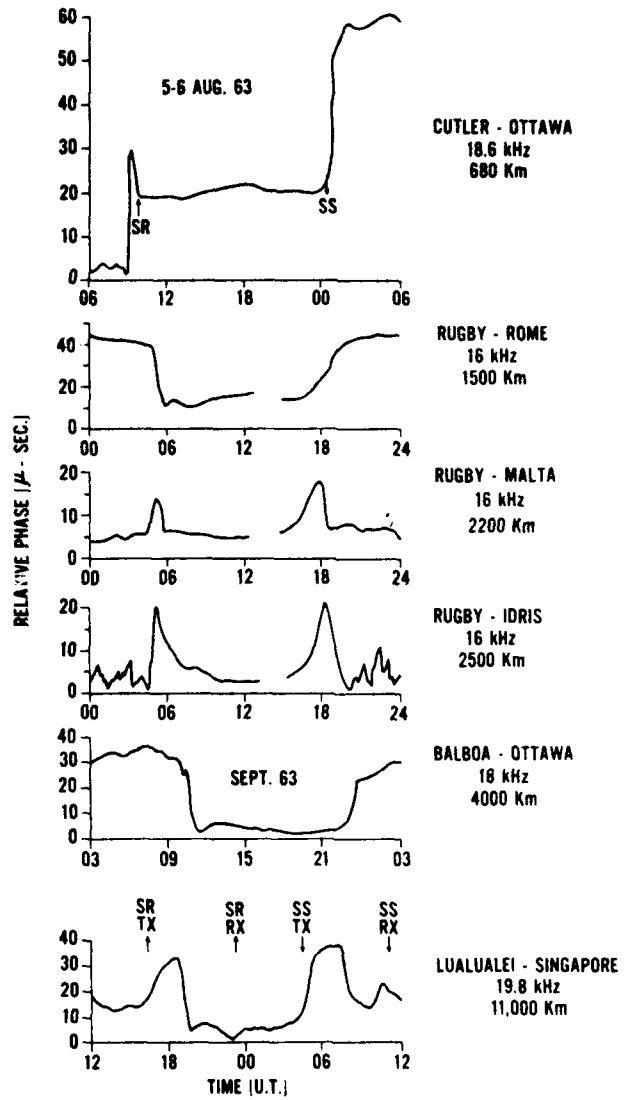 60
50
40
30
20
10
0
5-6 AUG. 63
SR
SS
06 12 18 00 06
CUTLER - OTTAWA
18.6 kHz
680 Km
40
20
0
00 06 12 18 24
RUGBY - ROME
16 kHz
1500 Km
20
10
0
00 06 12 18 24
RUGBY - MALTA
16 kHz
2200 Km
20
10
0
00 06 12 18 24
RUGBY - IDRIS
16 kHz
2500 Km
40
30
20
10
0
SEPT. 63
03 09 15 21 03
BALBOA - OTTAWA
18 kHz
4000 Km
SR TX
SR RX
SS TX
SS RX
40
30
20
10
0
12 18 00 06 12
LUALUALEI - SINGAPORE
19.8 kHz
11,000 Km
RELATIVE PHASE [μ- SEC.]
TIME [U.T.]